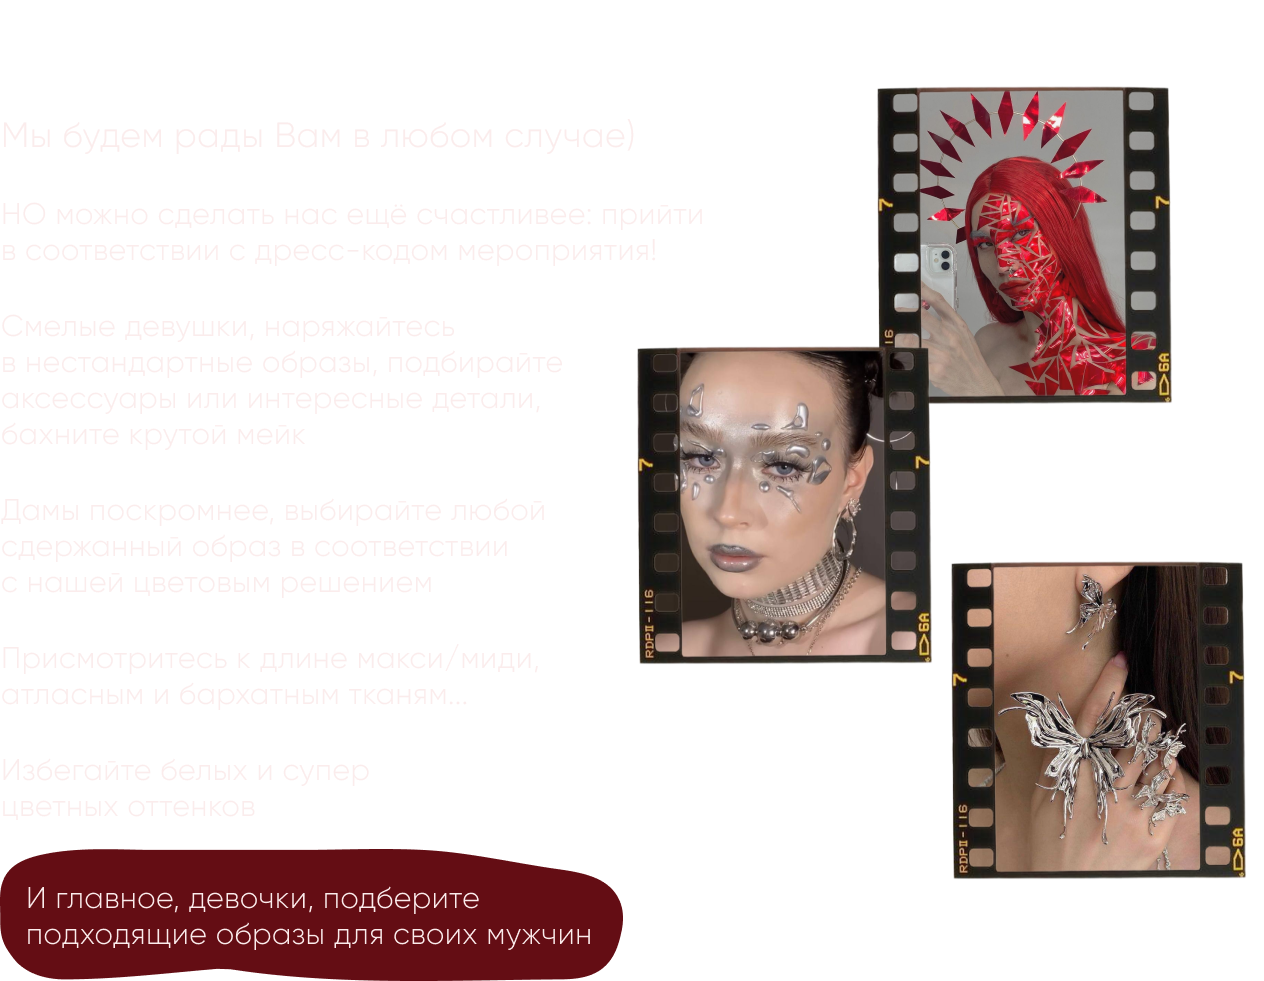 Мы будем рады Вам в любом случае)
НО можно сделать нас ещё счастливее: прийти
в соответствии с дресс-кодом мероприятия!
Смелые девушки, наряжайтесь
в нестандартные образы, подбирайте
аксессуары или интересные детали,
бахните крутой мейк
Дамы поскромнее, выбирайте любой
сдержанный образ в соответствии
с нашей цветовым решением
Присмотритесь к длине макси/миди,
атласным и бархатным тканям...
Избегайте белых и супер
цветных оттенков
И главное, девочки, подберите
подходящие образы для своих мужчин
7
7
16
6A
7
7
RDPII-116
6A
7
7
RDPII-116
6A